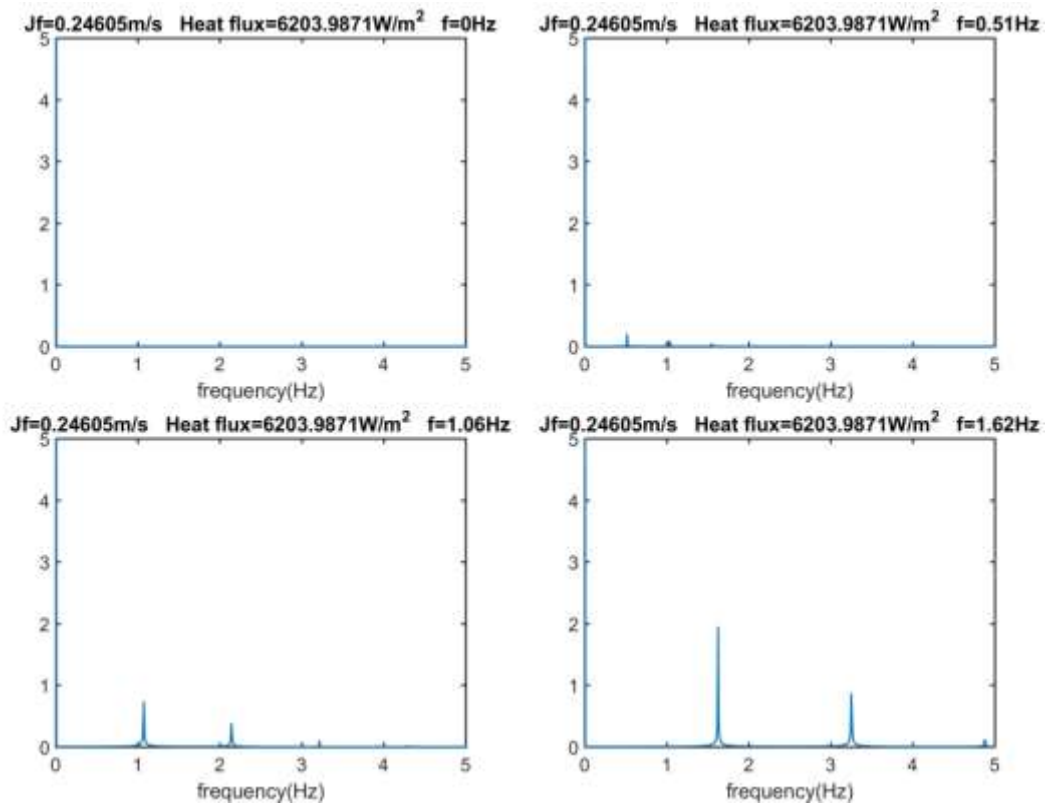 Jf=0.24605m/s Heat flux=6203.9871W/m² f=0Hz
5
4
3
2
1
0
0 1 2 3 4 5
frequency(Hz)
Jf=0.24605m/s Heat flux=6203.9871W/m² f=0.51Hz
5
4
3
2
1
0
0 1 2 3 4 5
frequency(Hz)
Jf=0.24605m/s Heat flux=6203.9871W/m² f=1.06Hz
5
4
3
2
1
0
0 1 2 3 4 5
frequency(Hz)
Jf=0.24605m/s Heat flux=6203.9871W/m² f=1.62Hz
5
4
3
2
1
0
0 1 2 3 4 5
frequency(Hz)